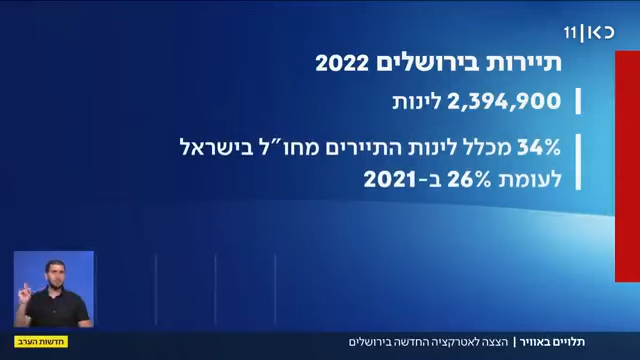 כאן 11
תיירות בירושלים 2022
2,394,900 לינות
34% מכלל לינות התיירים מחו"ל בישראל
לעומת 26% ב-2021
תלויים באוויר | הצצה לאטרקציה החדשה בירושלים
חדשות הערב